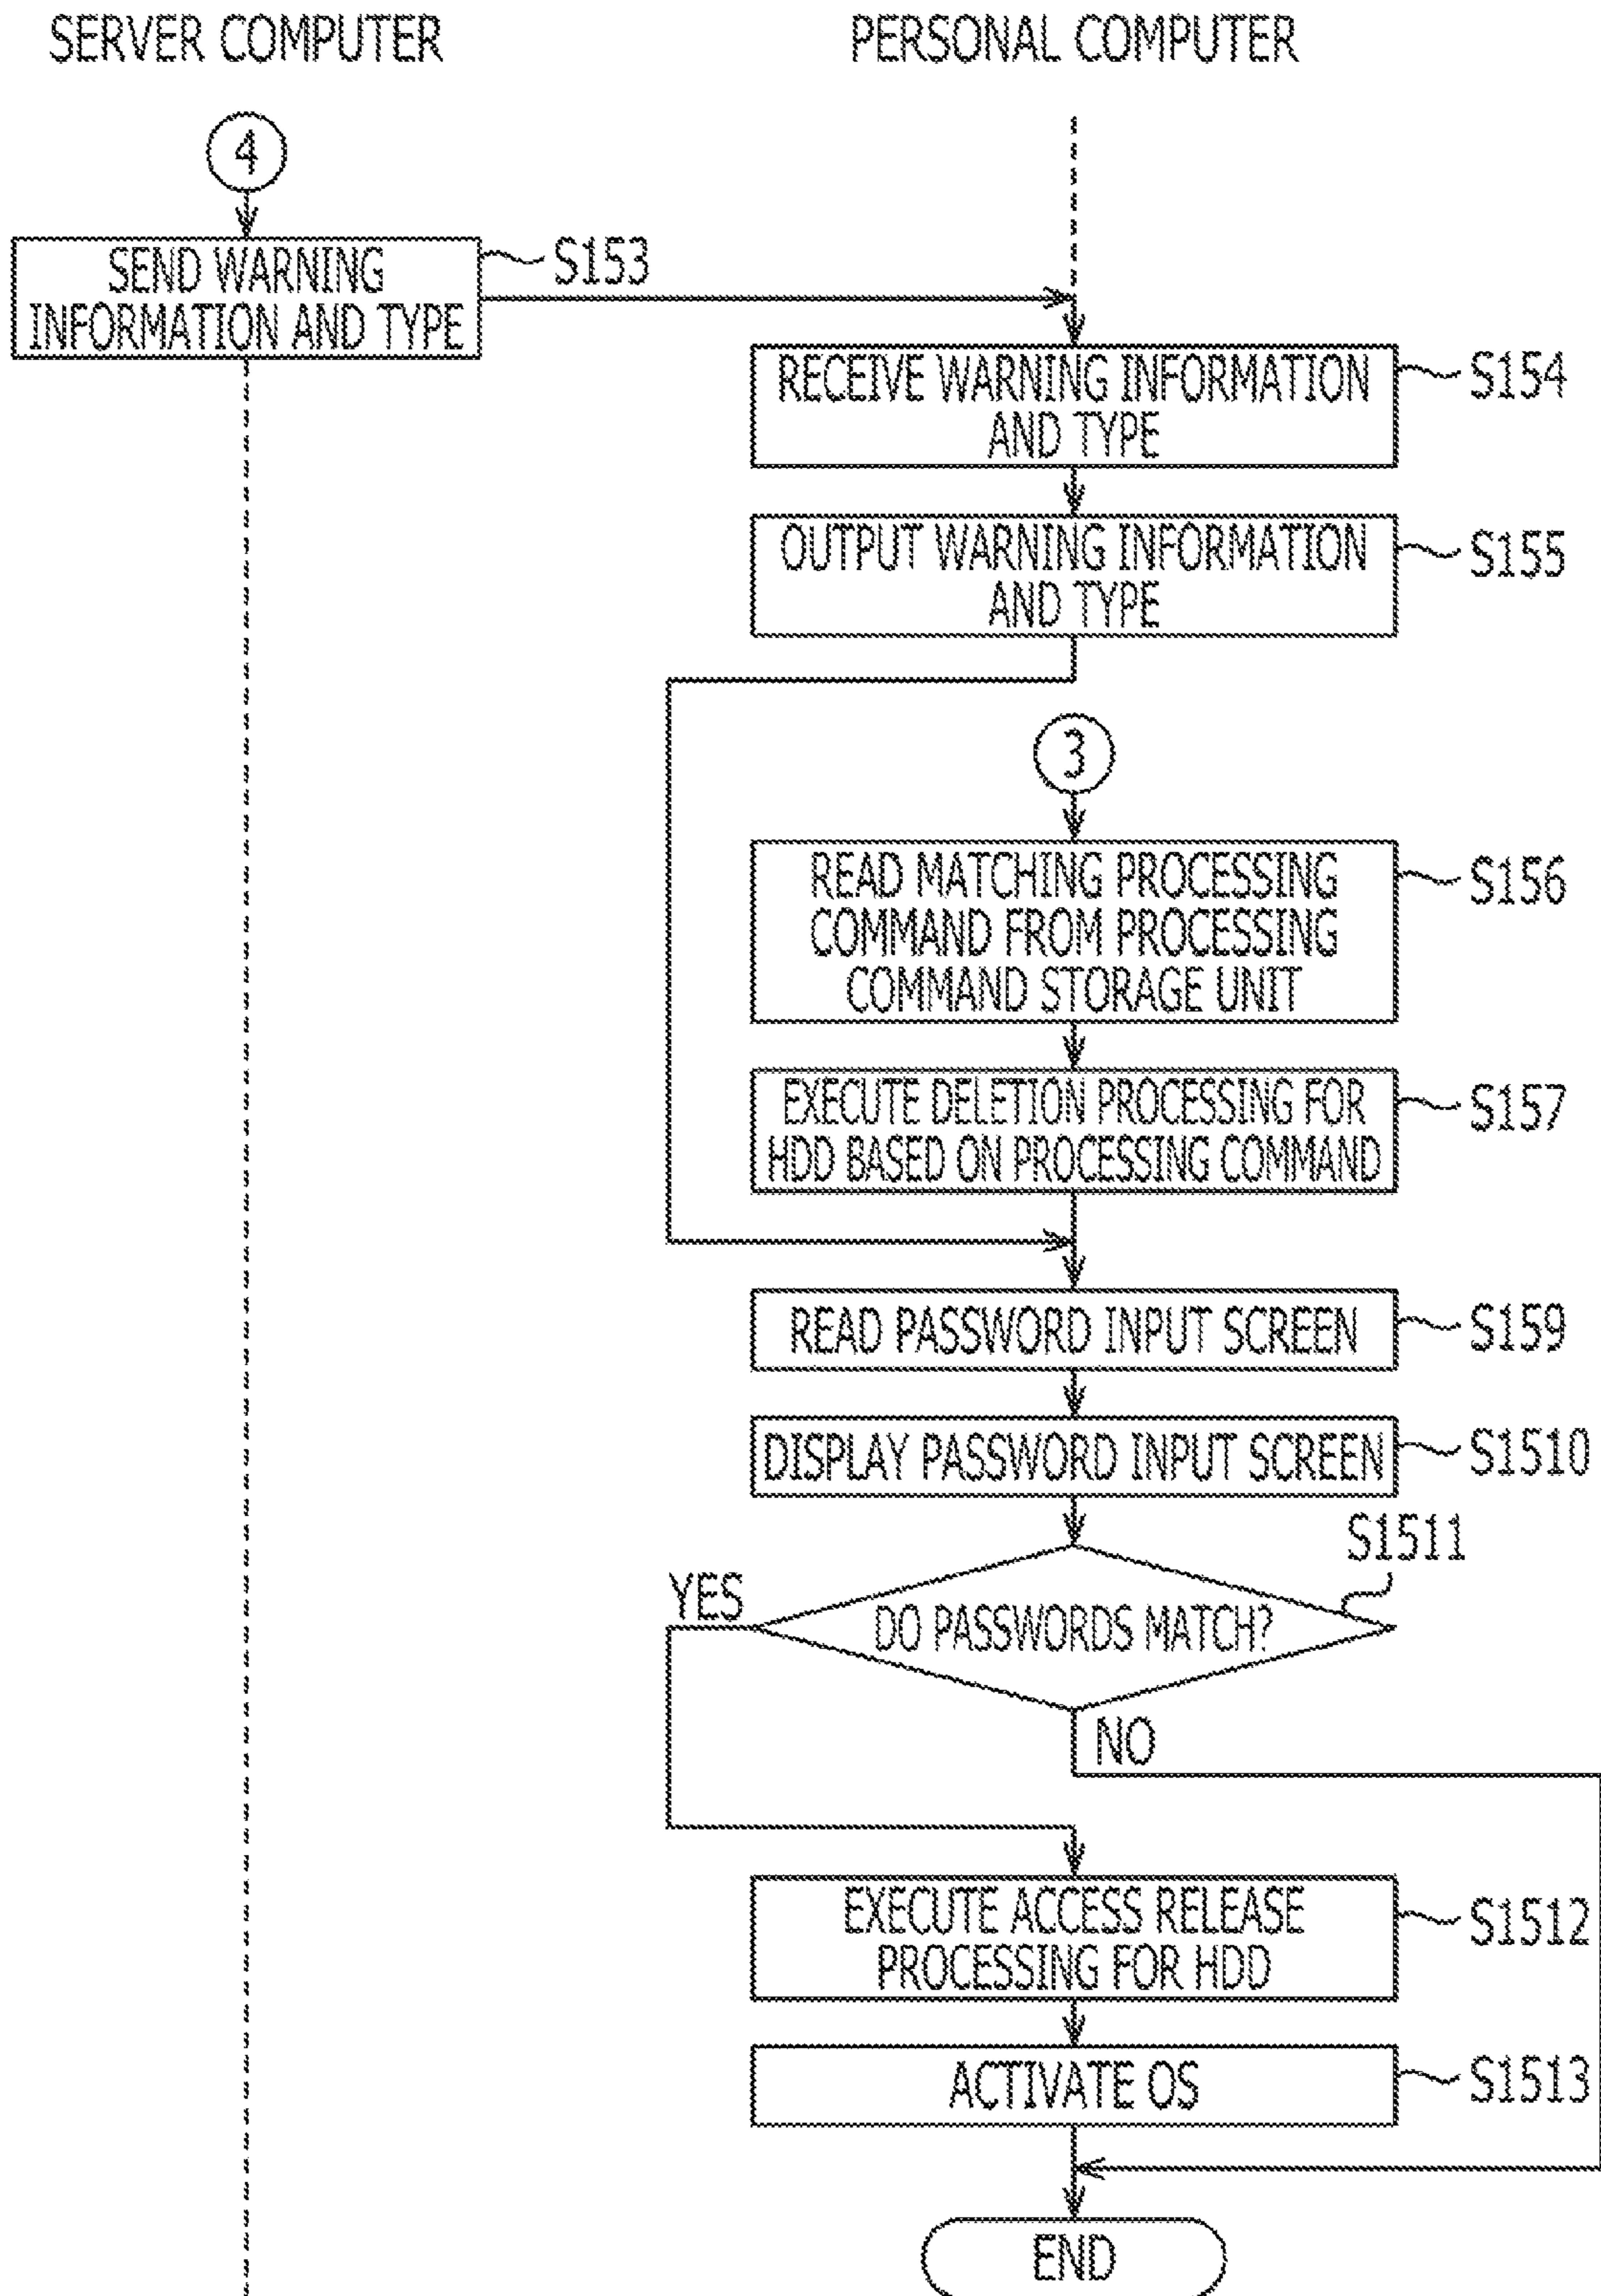 SERVER COMPUTER
PERSONAL COMPUTER
4
SEND WARNING
INFORMATION AND TYPE
S153
RECEIVE WARNING INFORMATION
AND TYPE
S154
OUTPUT WARNING INFORMATION
AND TYPE
S155
3
READ MATCHING PROCESSING
COMMAND FROM PROCESSING
COMMAND STORAGE UNIT
S156
EXECUTE DELETION PROCESSING FOR
HDD BASED ON PROCESSING COMMAND
S157
READ PASSWORD INPUT SCREEN
S159
DISPLAY PASSWORD INPUT SCREEN
S1510
S1511
YES
DO PASSWORDS MATCH?
NO
EXECUTE ACCESS RELEASE
PROCESSING FOR HDD
S1512
ACTIVATE OS
S1513
END